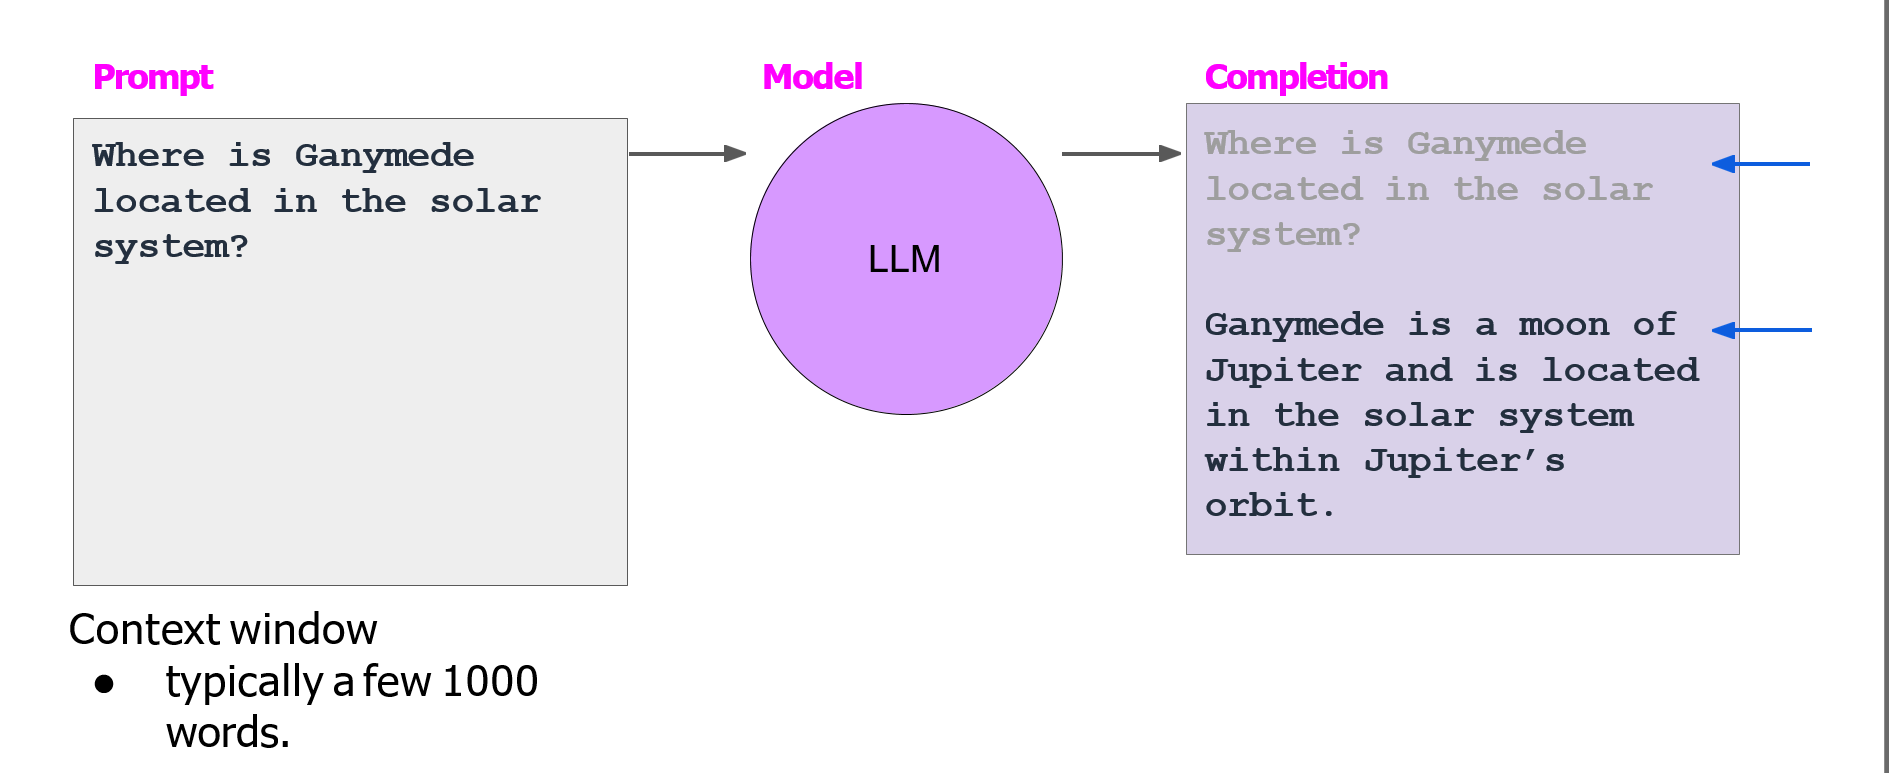 Prompt
Where is Ganymede
located in the solar
system?
Context window
● typically a few 1000
words.
Model
LLM
Completion
Where is Ganymede
located in the solar
system?
Ganymede is a moon of
Jupiter and is located
in the solar system
within Jupiter’s
orbit.